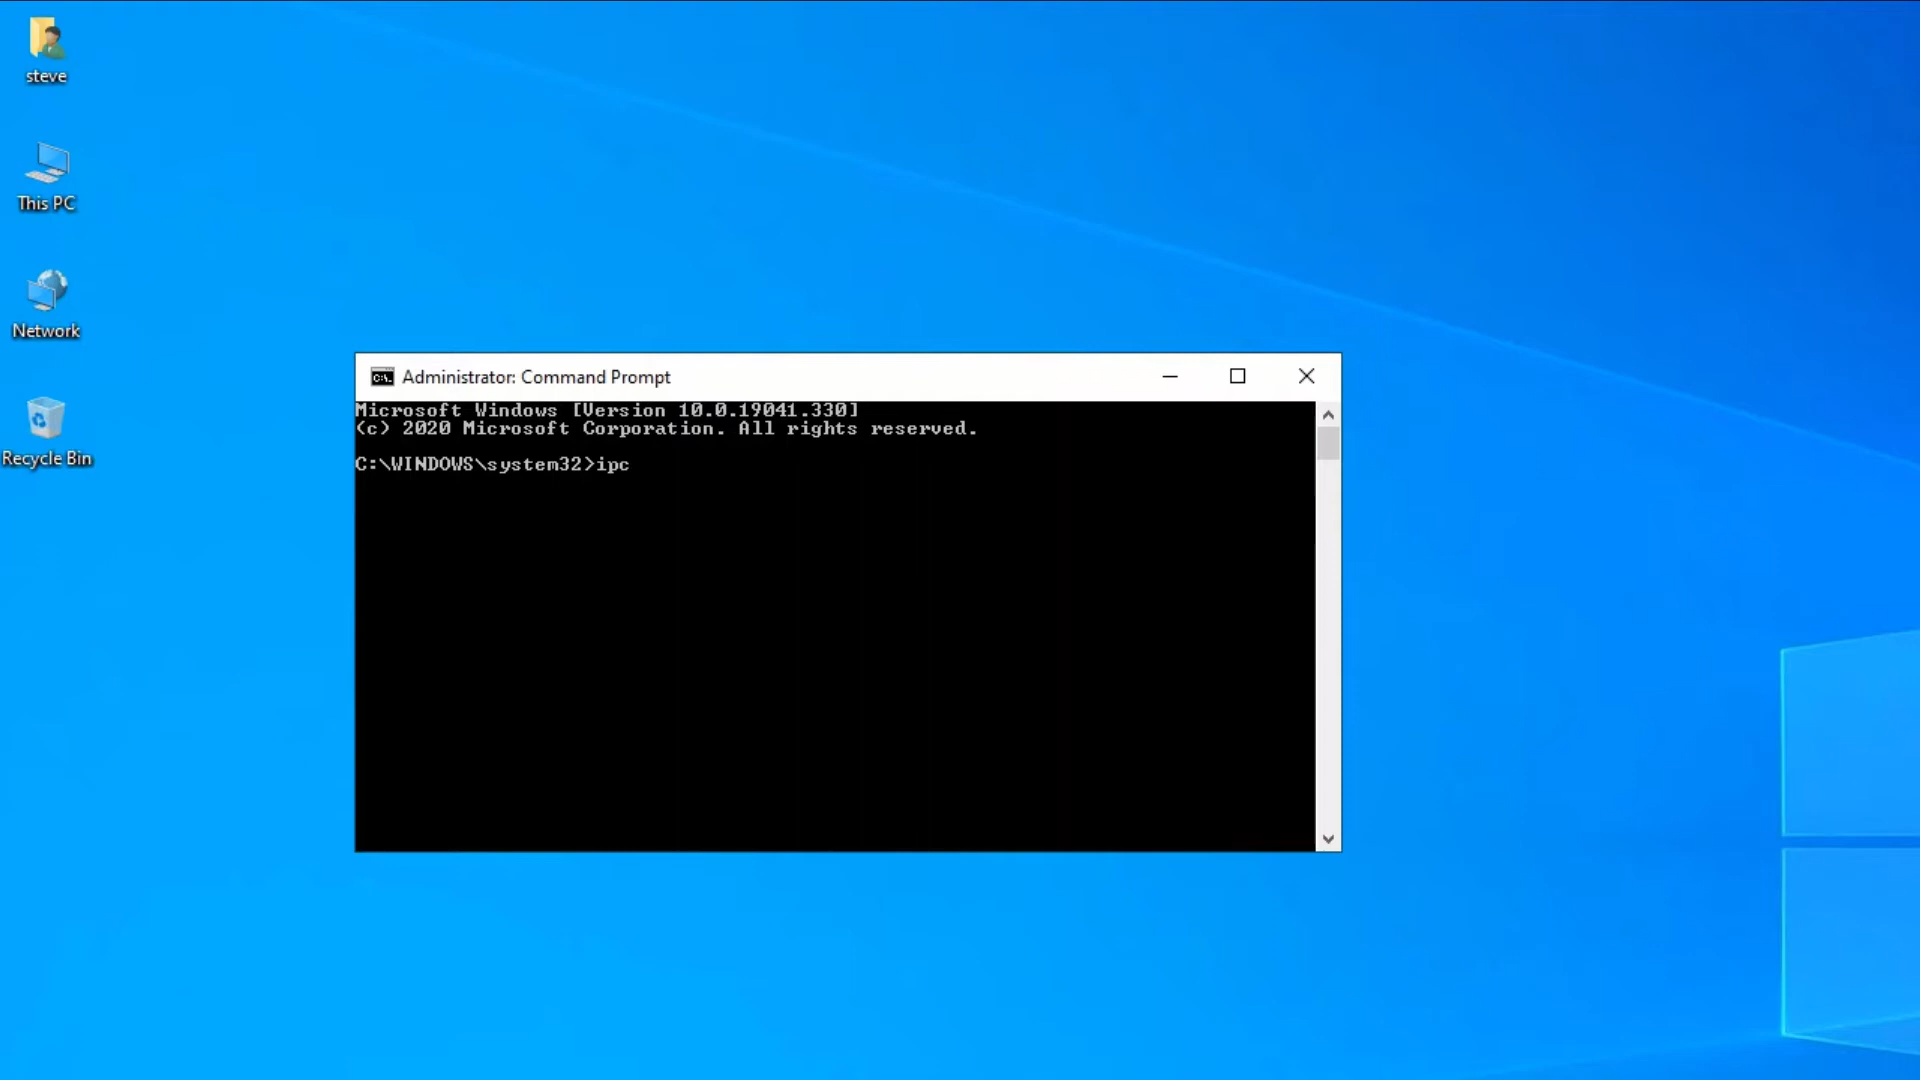 steve
This PC
Network
Recycle Bin
Administrator: Command Prompt
Microsoft Windows [Version 10.0.19041.330]
(c) 2020 Microsoft Corporation. All rights reserved.
C:\WINDOWS\system32>ipc